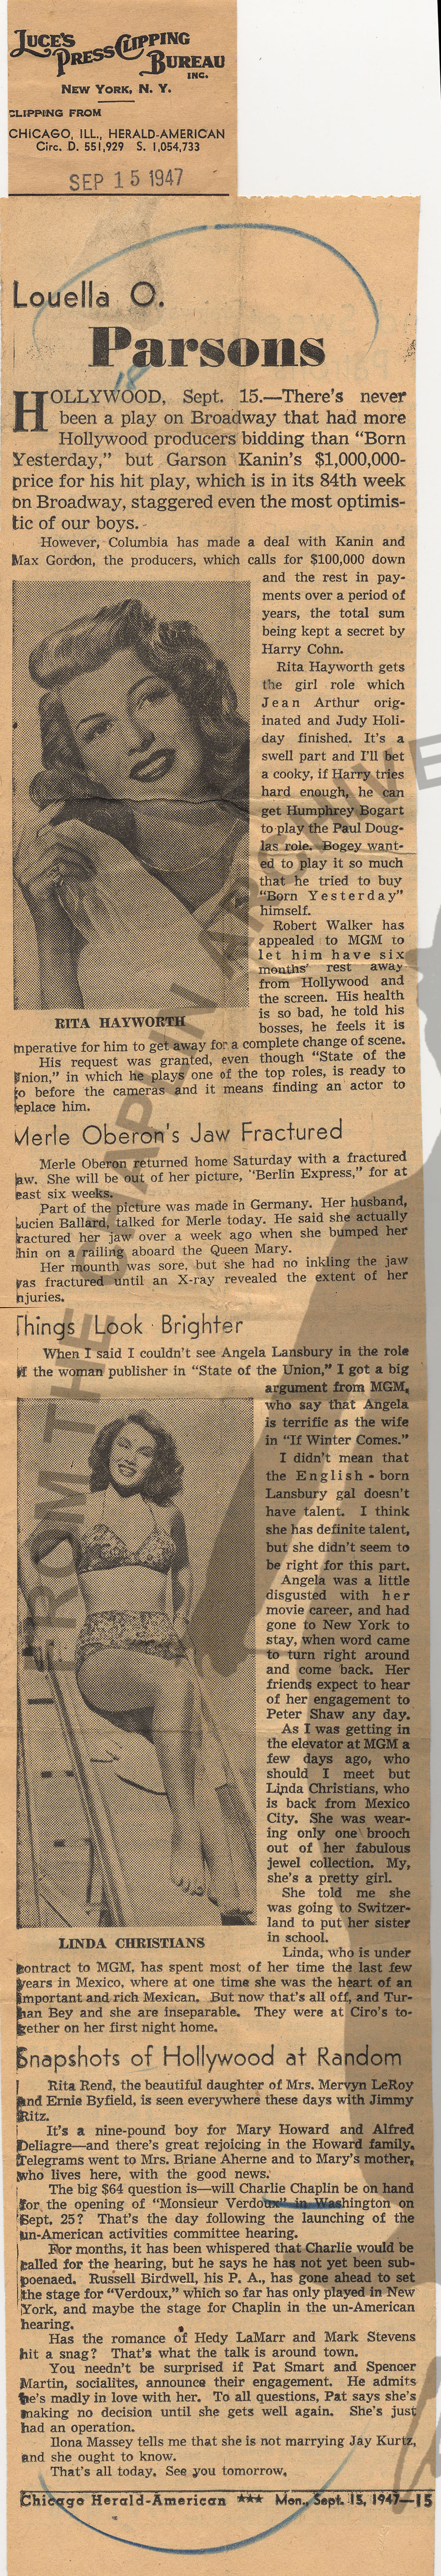 LUCE'S
PRESS CLIPPING
BUREAU
INC.
NEW YORK, N. Y.
CLIPPING FROM
CHICAGO, ILL., HERALD-AMERICAN
Circ. D. 551,929 S. 1,054,733
SEP 15 1947
Louella O.
Parsons
18
HOLLYWOOD, Sept. 15.—There's never
been a play on Broadway that had more
Hollywood producers bidding than "Born
Yesterday," but Garson Kanin's $1,000,000-
price for his hit play, which is in its 84th week
on Broadway, staggered even the most optimis-
tic of our boys.
However, Columbia has made a deal with Kanin and
Max Gordon, the producers, which calls for $100,000 down
and the rest in pay-
ments over a period of
years, the total sum
being kept a secret by
Harry Cohn.
Rita Hayworth gets
the girl role which
Jean Arthur orig-
inated and Judy Holi-
day finished. It's a
swell part and I'll bet
a cooky, if Harry tries
hard enough, he can
get Humphrey Bogart
to play the Paul Doug-
las role. Bogey want-
ed to play it so much
that he tried to buy
"Born Yesterday"
himself.
Robert Walker has
appealed to MGM to
let him have six
months' rest away
from Hollywood and
the screen. His health
is so bad, he told his
bosses, he feels it is
RITA HAYWORTH
mperative for him to get away for a complete change of scene.
His request was granted, even though "State of the
Union," in which he plays one of the top roles, is ready to
go before the cameras and it means finding an actor to
eplace him.
Merle Oberon's Jaw Fractured
Merle Oberon returned home Saturday with a fractured
aw. She will be out of her picture, "Berlin Express," for at
east six weeks.
Part of the picture was made in Germany. Her husband,
Lucien Ballard, talked for Merle today. He said she actually
fractured her jaw over a week ago when she bumped her
chin on a railing aboard the Queen Mary.
Her mounth was sore, but she had no inkling the jaw
was fractured until an X-ray revealed the extent of her
njuries.
Things Look Brighter
When I said I couldn't see Angela Lansbury in the role
of the woman publisher in "State of the Union," I got a big
argument from MGM,
who say that Angela
is terrific as the wife
in "If Winter Comes."
I didn't mean that
the English-born
Lansbury gal doesn't
have talent. I think
she has definite talent,
but she didn't seem to
be right for this part.
Angela was a little
disgusted with her
movie career, and had
gone to New York to
stay, when word came
to turn right around
and come back. Her
friends expect to hear
of her engagement to
Peter Shaw any day.
As I was getting in
the elevator at MGM a
few days ago, who
should I meet but
Linda Christians, who
is back from Mexico
City. She was wear-
ing only one brooch
out of her fabulous
jewel collection. My,
she's a pretty girl.
She told me she
was going to Switzer-
land to put her sister
in school.
LINDA CHRISTIANS
Linda, who is under
contract to MGM, has spent most of her time the last few
years in Mexico, where at one time she was the heart of an
important and rich Mexican. But now that's all off, and Tur-
han Bey and she are inseparable. They were at Ciro's to-
gether on her first night home.
Snapshots of Hollywood at Random
Rita Rend, the beautiful daughter of Mrs. Mervyn LeRoy
and Ernie Byfield, is seen everywhere these days with Jimmy
Ritz.
It's a nine-pound boy for Mary Howard and Alfred
Deliagre—and there's great rejoicing in the Howard family.
Telegrams went to Mrs. Briane Aherne and to Mary's mother,
who lives here, with the good news.
The big $64 question is—will Charlie Chaplin be on hand
for the opening of "Monsieur Verdoux" in Washington on
Sept. 25? That's the day following the launching of the
un-American activities committee hearing.
For months, it has been whispered that Charlie would be
called for the hearing, but he says he has not yet been sub-
poenaed. Russell Birdwell, his P. A., has gone ahead to set
the stage for "Verdoux," which so far has only played in New
York, and maybe the stage for Chaplin in the un-American
hearing.
Has the romance of Hedy LaMarr and Mark Stevens
hit a snag? That's what the talk is around town.
You needn't be surprised if Pat Smart and Spencer
Martin, socialites, announce their engagement. He admits
he's madly in love with her. To all questions, Pat says she's
making no decision until she gets well again. She's just
had an operation.
Ilona Massey tells me that she is not marrying Jay Kurtz,
and she ought to know.
That's all today. See you tomorrow.
Chicago Herald-American ★★★ Mon., Sept. 15, 1947—15
FROM THE CHAPLIN ARCHIVE